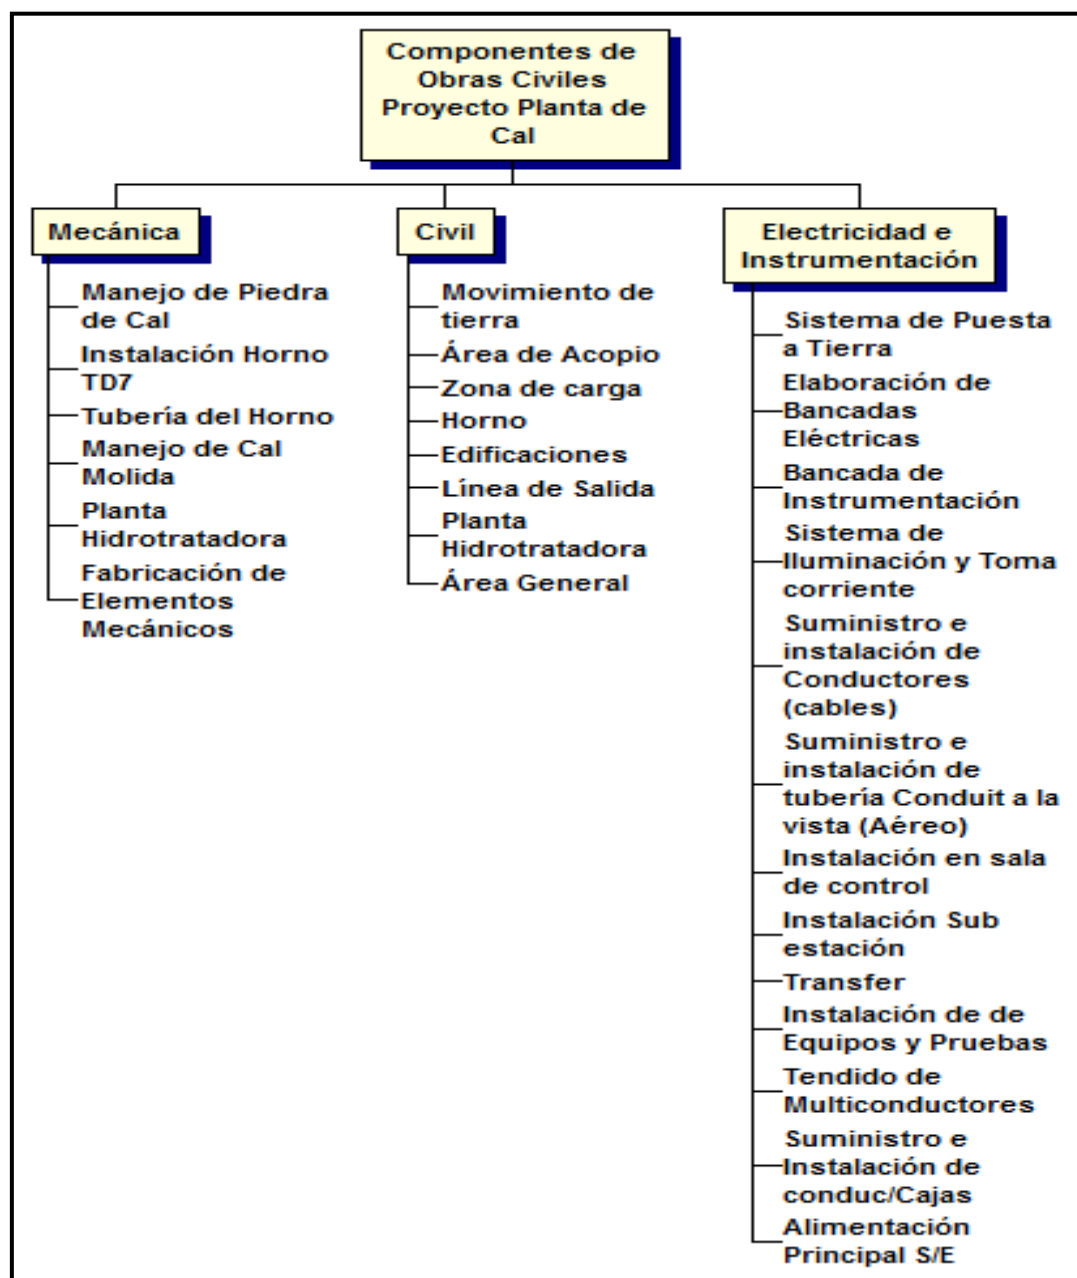 Componentes de
Obras Civiles
Proyecto Planta de
Cal
Mecánica
Manejo de Piedra
de Cal
Instalación Horno
TD7
Tubería del Horno
Manejo de Cal
Molida
Planta
Hidrotratadora
Fabricación de
Elementos
Mecánicos
Civil
Movimiento de
tierra
Área de Acopio
Zona de carga
Horno
Edificaciones
Línea de Salida
Planta
Hidrotratadora
Área General
Electricidad e
Instrumentación
Sistema de Puesta
a Tierra
Elaboración de
Bancadas
Eléctricas
Bancada de
Instrumentación
Sistema de
Iluminación y Toma
corriente
Suministro e
instalación de
Conductores
(cables)
Suministro e
instalación de
tubería Conduit a la
vista (Aéreo)
Instalación en sala
de control
Instalación Sub
estación
Transfer
Instalación de de
Equipos y Pruebas
Tendido de
Multiconductores
Suministro e
Instalación de
conduc/Cajas
Alimentación
Principal S/E